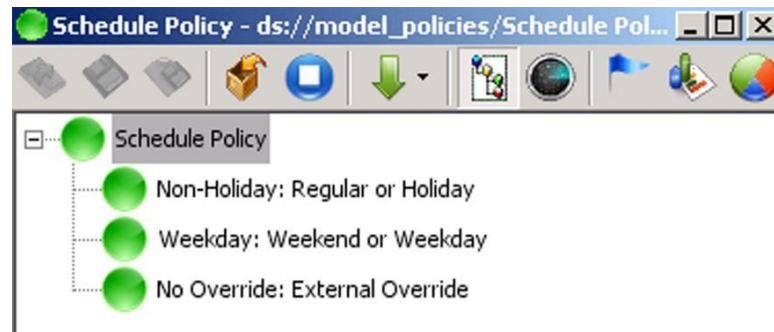 Schedule Policy - ds://model_policies/Schedule Pol...
Schedule Policy
Non-Holiday: Regular or Holiday
Weekday: Weekend or Weekday
No Override: External Override